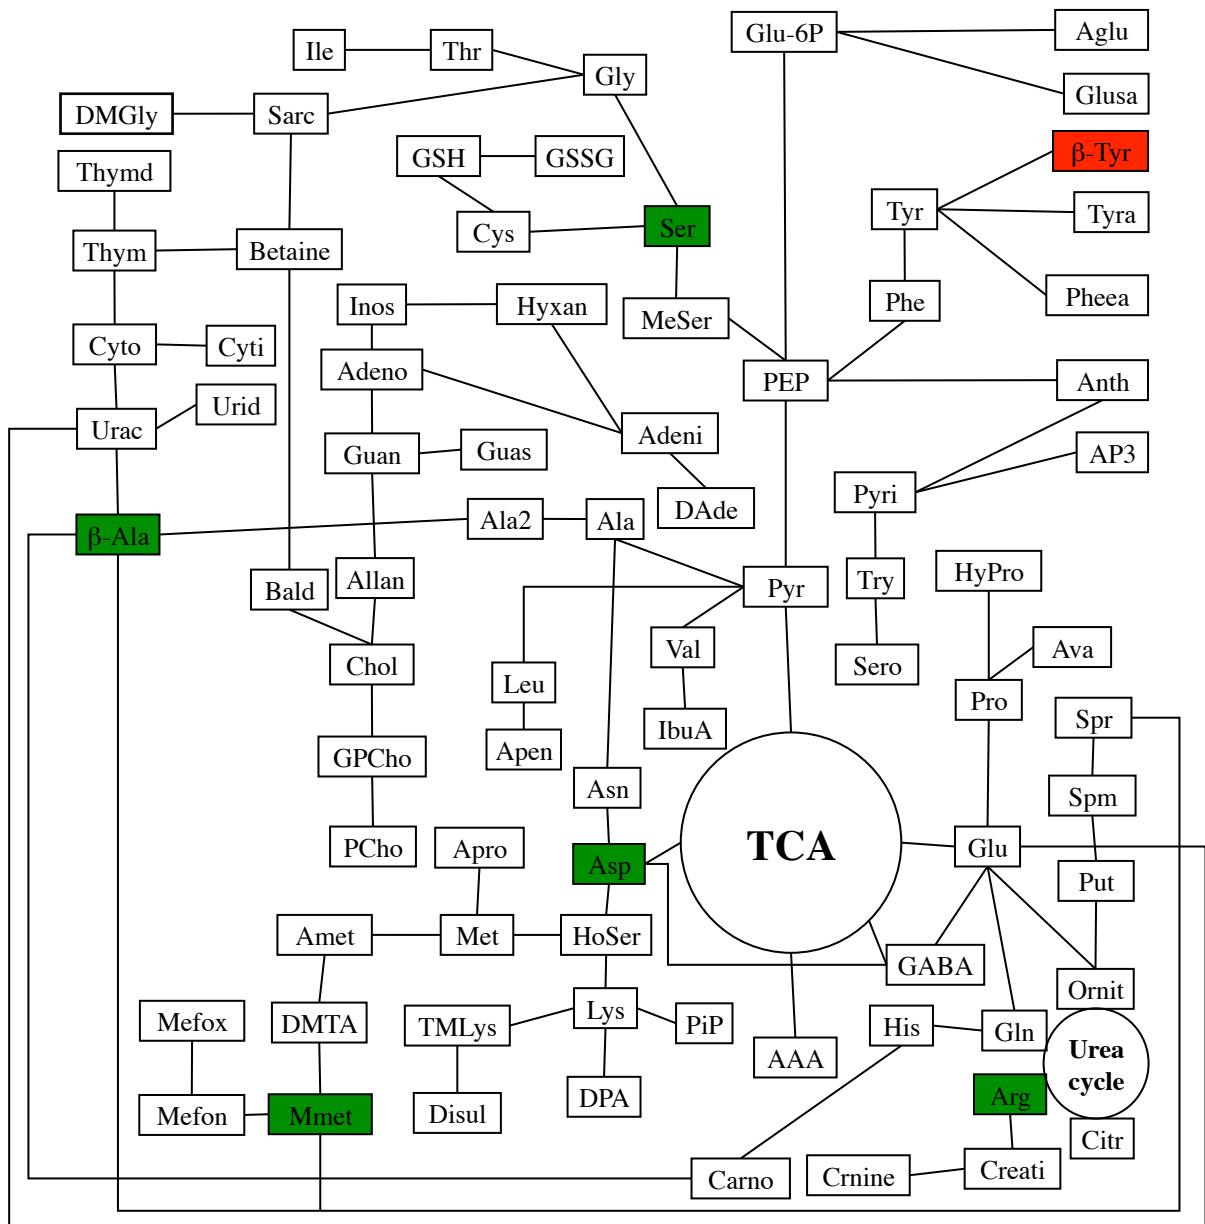 Glu-6P
Aglu
Ile
Thr
Gly
Glusa
DMGly
Sarc
β-Tyr
GSH
GSSG
Thymd
Tyr
Tyra
Ser
Cys
Thym
Betaine
Pheea
Phe
Inos
Hyxan
MeSer
Cyto
Cyti
Adeno
PEP
Anth
Urid
Urac
Adeni
Guan
Guas
AP3
Pyri
DAde
Ala2
Ala
β-Ala
HyPro
Allan
Try
Pyr
Bald
Val
Ava
Chol
Sero
Leu
Pro
Spr
IbuA
Apen
GPCho
Asn
Spm
PCho
Apro
TCA
Glu
Asp
Put
Amet
Met
HoSer
GABA
Ornit
Mefox
DMTA
TMLys
Lys
PiP
His
Gln
AAA
Urea
cycle
DPA
Arg
Mefon
Mmet
Disul
Citr
Carno
Crnine
Creati